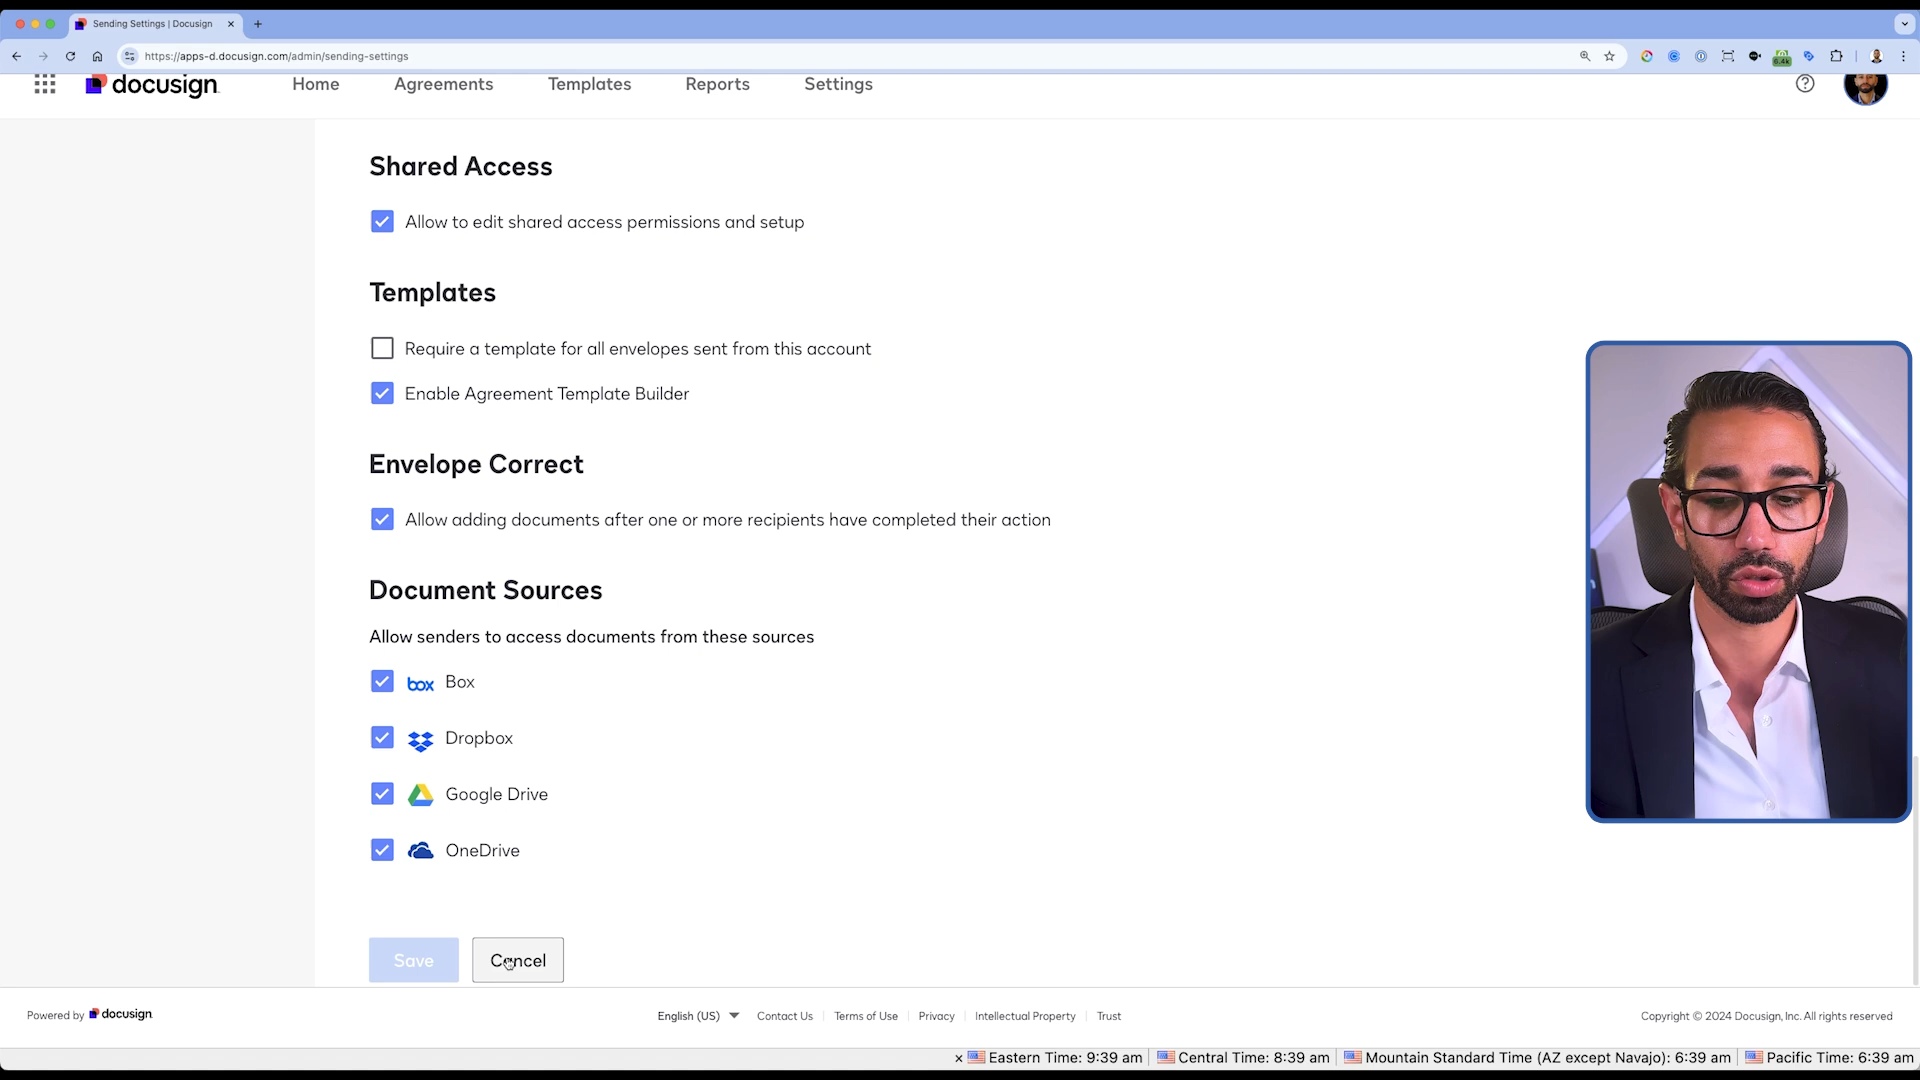 Sending Settings | Docusign
https://apps-d.docusign.com/admin/sending-settings
6.4k
docusign
Home
Agreements
Templates
Reports
Settings
Shared Access
Allow to edit shared access permissions and setup
Templates
Require a template for all envelopes sent from this account
Enable Agreement Template Builder
Envelope Correct
Allow adding documents after one or more recipients have completed their action
Document Sources
Allow senders to access documents from these sources
box Box
Dropbox
Google Drive
OneDrive
Save
Cancel
Powered by docusign
English (US)
Contact Us
Terms of Use
Privacy
Intellectual Property
Trust
Copyright © 2024 Docusign, Inc. All rights reserved
x Eastern Time: 9:39 am
Central Time: 8:39 am
Mountain Standard Time (AZ except Navajo): 6:39 am
Pacific Time: 6:39 am